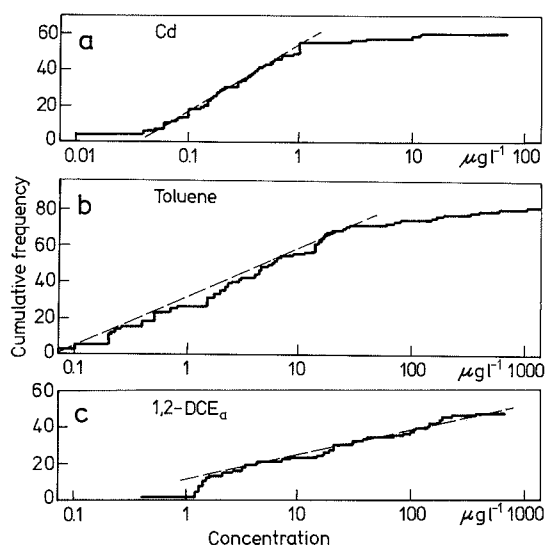 a
Cd
60
40
20
0
0.01
0.1
1
10
μg l⁻¹
100
b
Toluene
80
60
40
20
0
0.1
1
10
100
μg l⁻¹
1000
c
1,2-DCEₐ
60
40
20
0
0.1
1
10
100
μg l⁻¹
1000
Cumulative frequency
Concentration